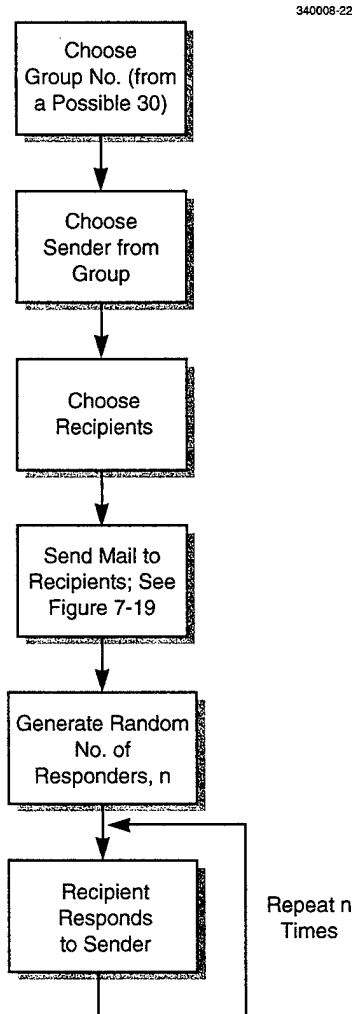 340008-22
Choose
Group No. (from
a Possible 30)
Choose
Sender from
Group
Choose
Recipients
Send Mail to
Recipients; See
Figure 7-19
Generate Random
No. of
Responders, n
Recipient
Responds
to Sender
Repeat n
Times